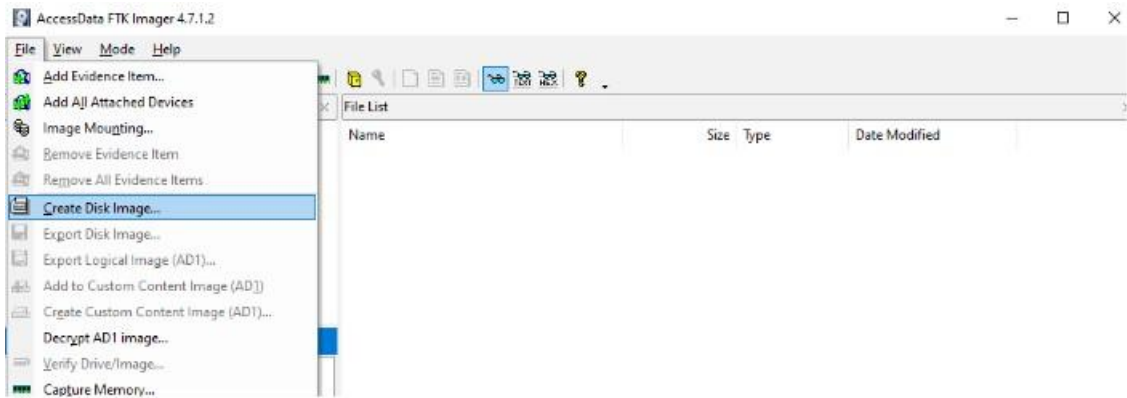 AccessData FTK Imager 4.7.1.2
File View Mode Help
Add Evidence Item...
Add All Attached Devices
File List
Image Mounting...
Name Size Type Date Modified
Remove Evidence Item
Remove All Evidence Items
Create Disk Image...
Export Disk Image...
Export Logical Image (AD1)...
Add to Custom Content Image (AD1)
Create Custom Content Image (AD1)...
Decrypt AD1 image...
Verify Drive/Image...
Capture Memory...